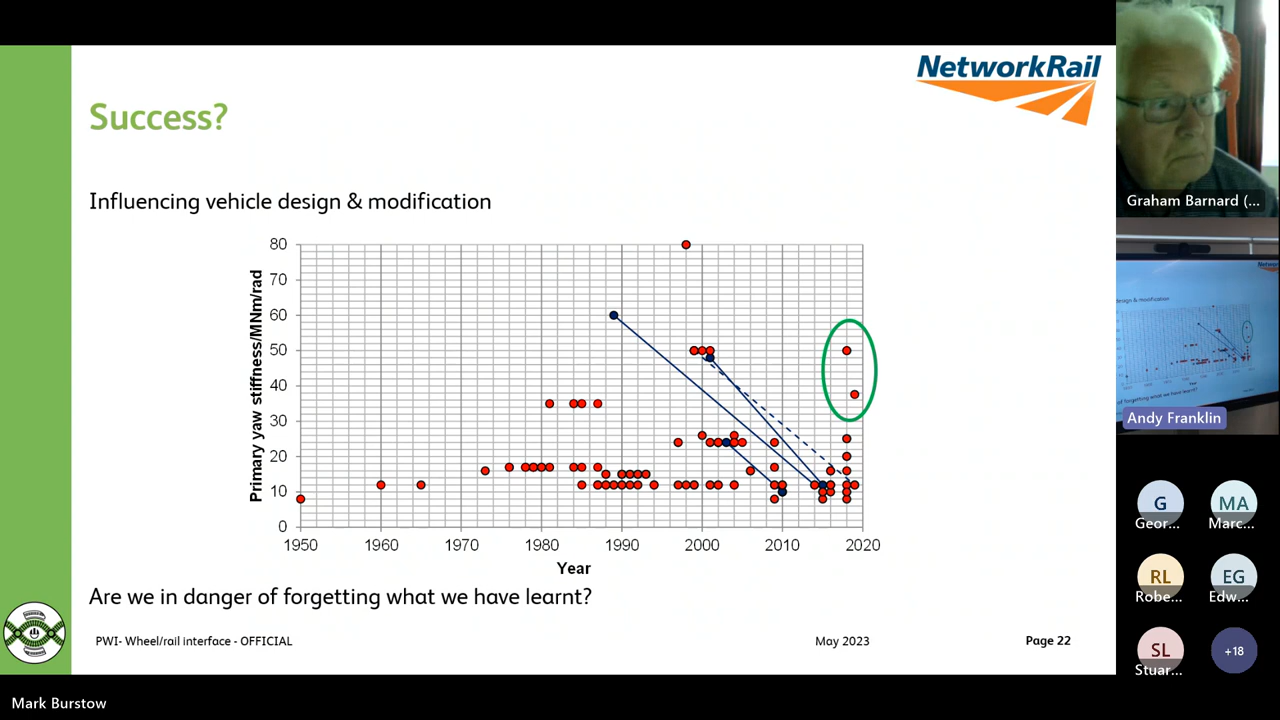 NetworkRail
Success?
Influencing vehicle design & modification
Primary yaw stiffness/MNm/rad
80
70
60
50
40
30
20
10
0
1950 1960 1970 1980 1990 2000 2010 2020
Year
Are we in danger of forgetting what we have learnt?
PWI- Wheel/rail interface - OFFICIAL May 2023 Page 22
Mark Burstow
Graham Barnard (...
Andy Franklin
G MA
Geor... Marc...
RL EG
Robe... Edw...
SL +18
Stuar...